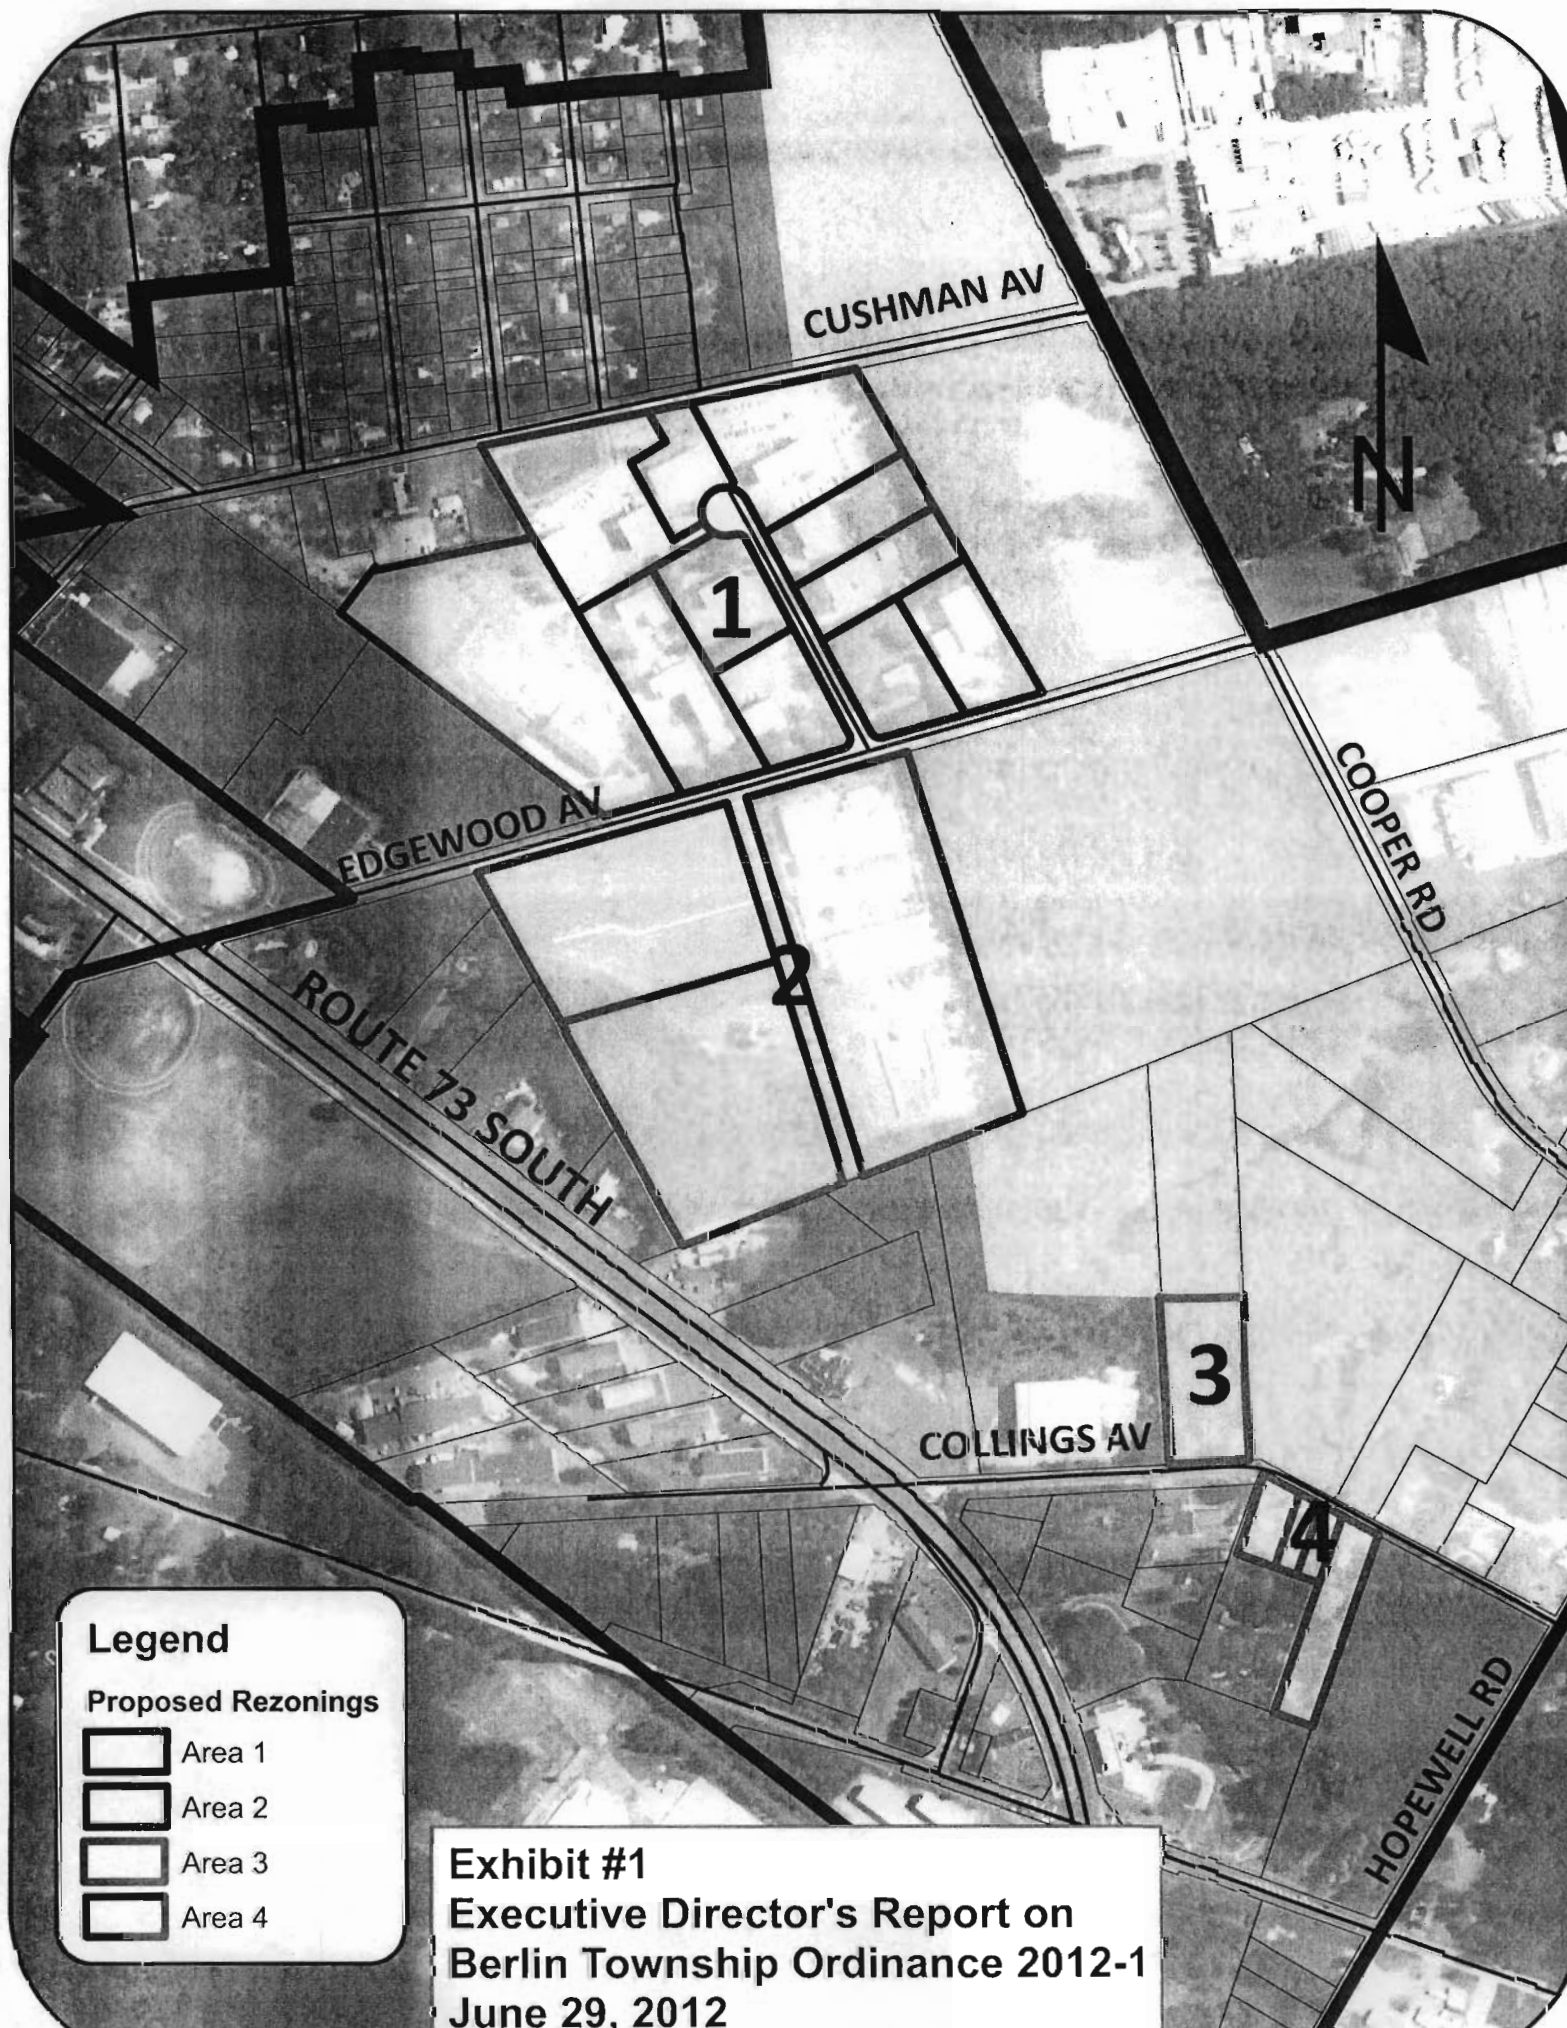 CUSHMAN AV
N
1
EDGEWOOD AV
COOPER RD
2
ROUTE 73 SOUTH
3
COLLINGS AV
4
HOPEWELL RD
Legend
Proposed Rezonings
Area 1
Area 2
Area 3
Area 4
Exhibit #1
Executive Director's Report on
Berlin Township Ordinance 2012-1
June 29, 2012